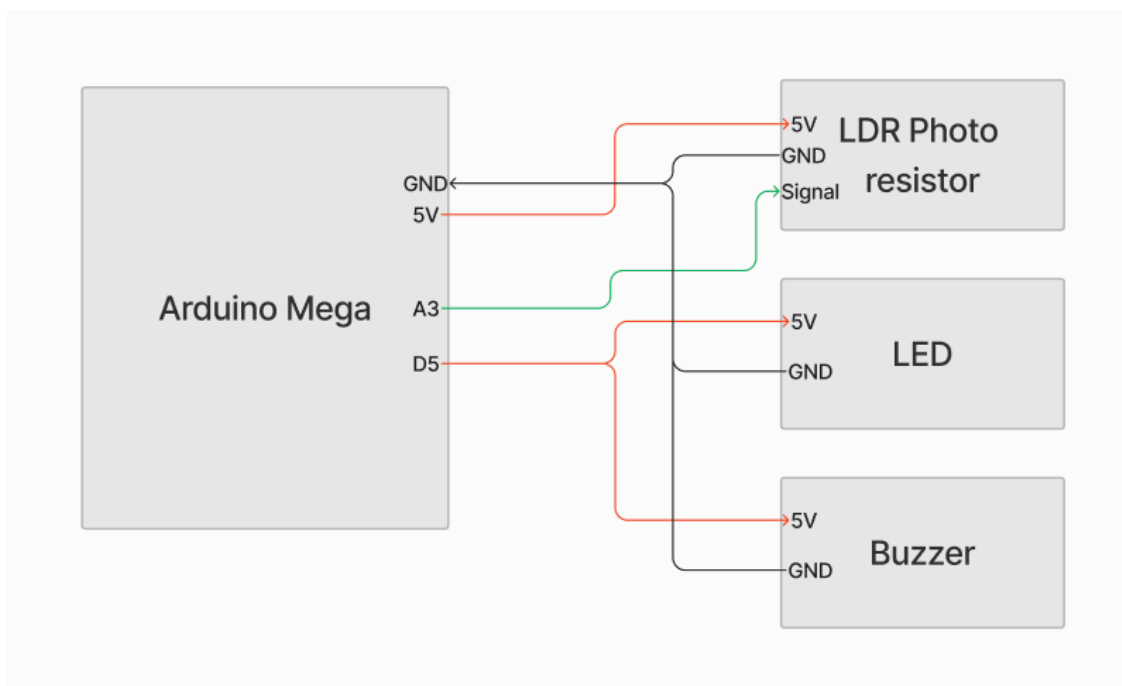 Arduino Mega
GND
5V
A3
D5
5V
GND
Signal
LDR Photo
resistor
5V
GND
LED
5V
GND
Buzzer